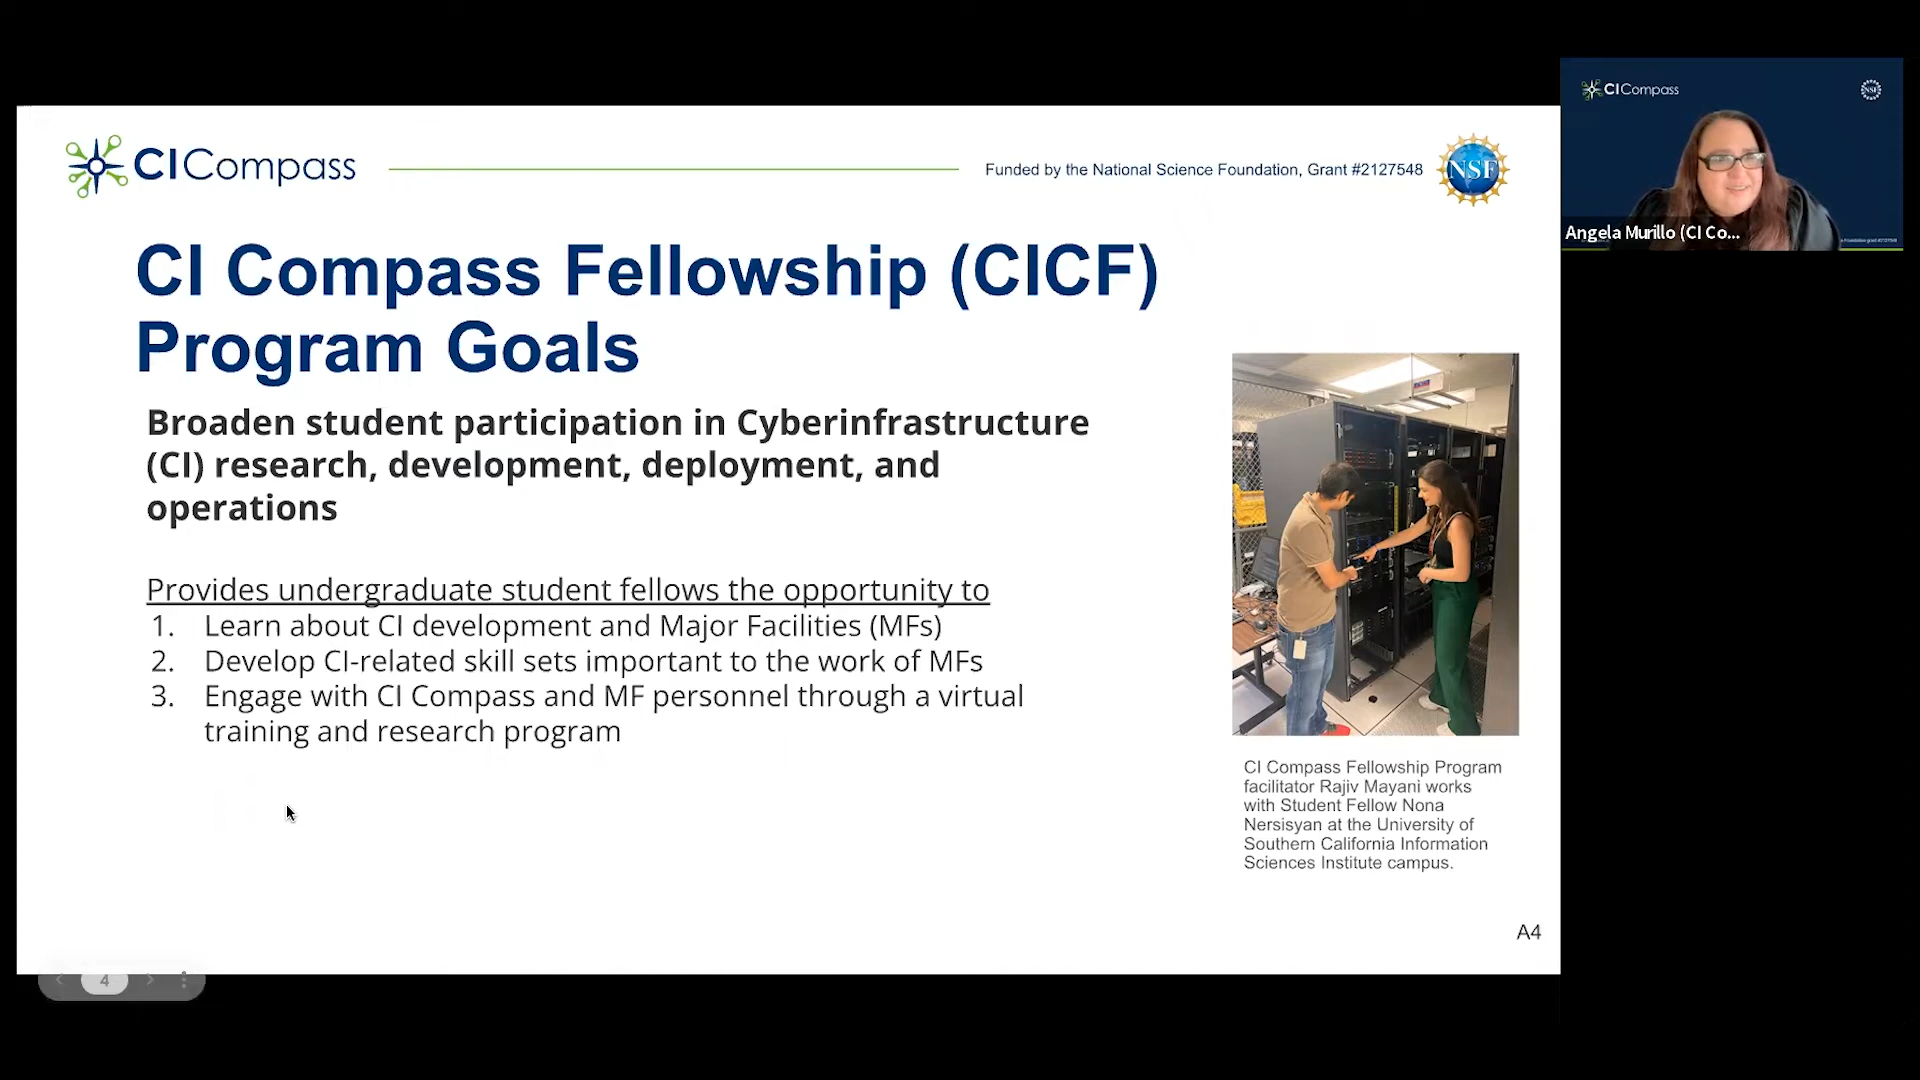 CICompass
Funded by the National Science Foundation, Grant #2127548
NSF
CI Compass Fellowship (CICF)
Program Goals
Broaden student participation in Cyberinfrastructure
(CI) research, development, deployment, and
operations
Provides undergraduate student fellows the opportunity to
1. Learn about CI development and Major Facilities (MFs)
2. Develop CI-related skill sets important to the work of MFs
3. Engage with CI Compass and MF personnel through a virtual
training and research program
CI Compass Fellowship Program
facilitator Rajiv Mayani works
with Student Fellow Nona
Nersisyan at the University of
Southern California Information
Sciences Institute campus.
A4
4
CICompass
NSF
Angela Murillo (CI Co...